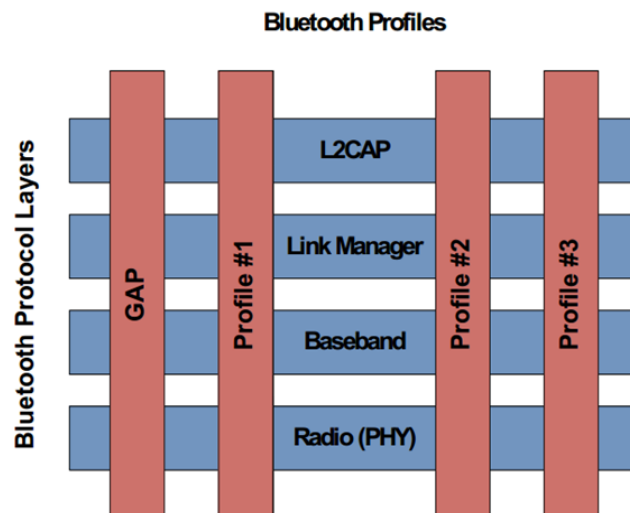 Bluetooth Profiles
Bluetooth Protocol Layers
GAP
Profile #1
L2CAP
Link Manager
Baseband
Radio (PHY)
Profile #2
Profile #3